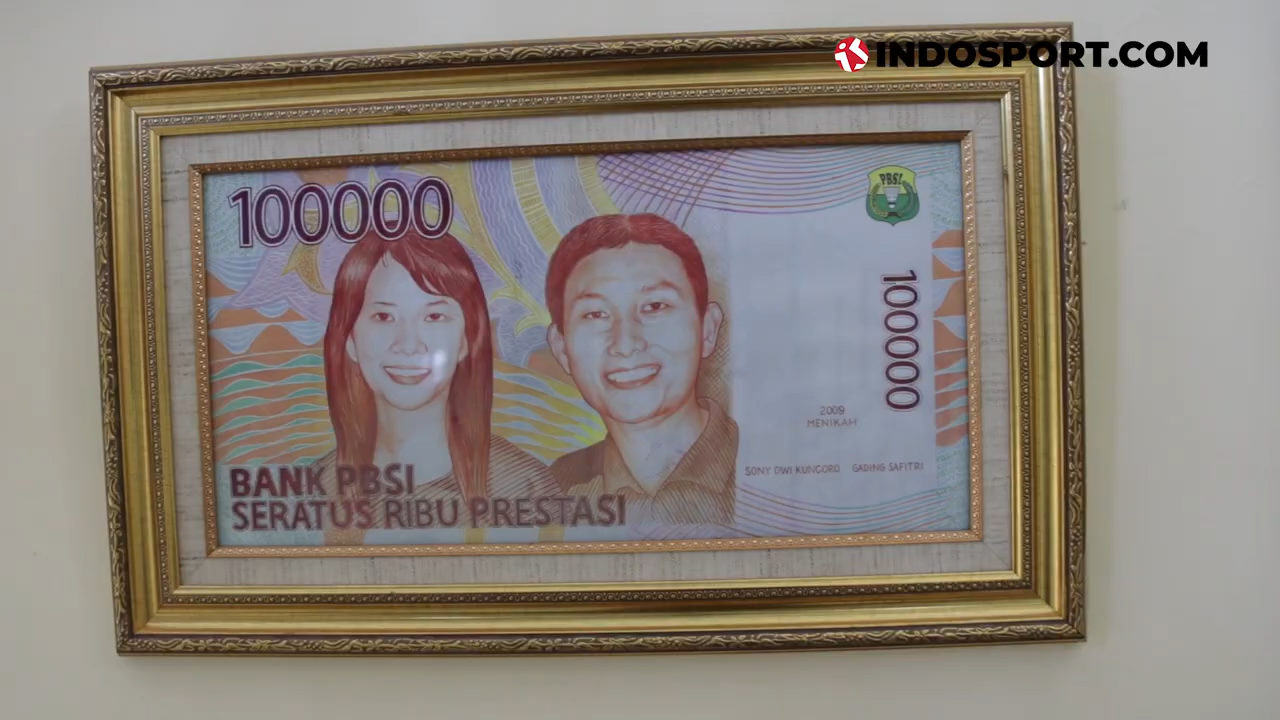 INDOSPORT.COM
100000
PBSI
100000
2009
MENIKAH
SONY DWI KUNCORO GADING SAFITRI
BANK PBSI
SERATUS RIBU PRESTASI